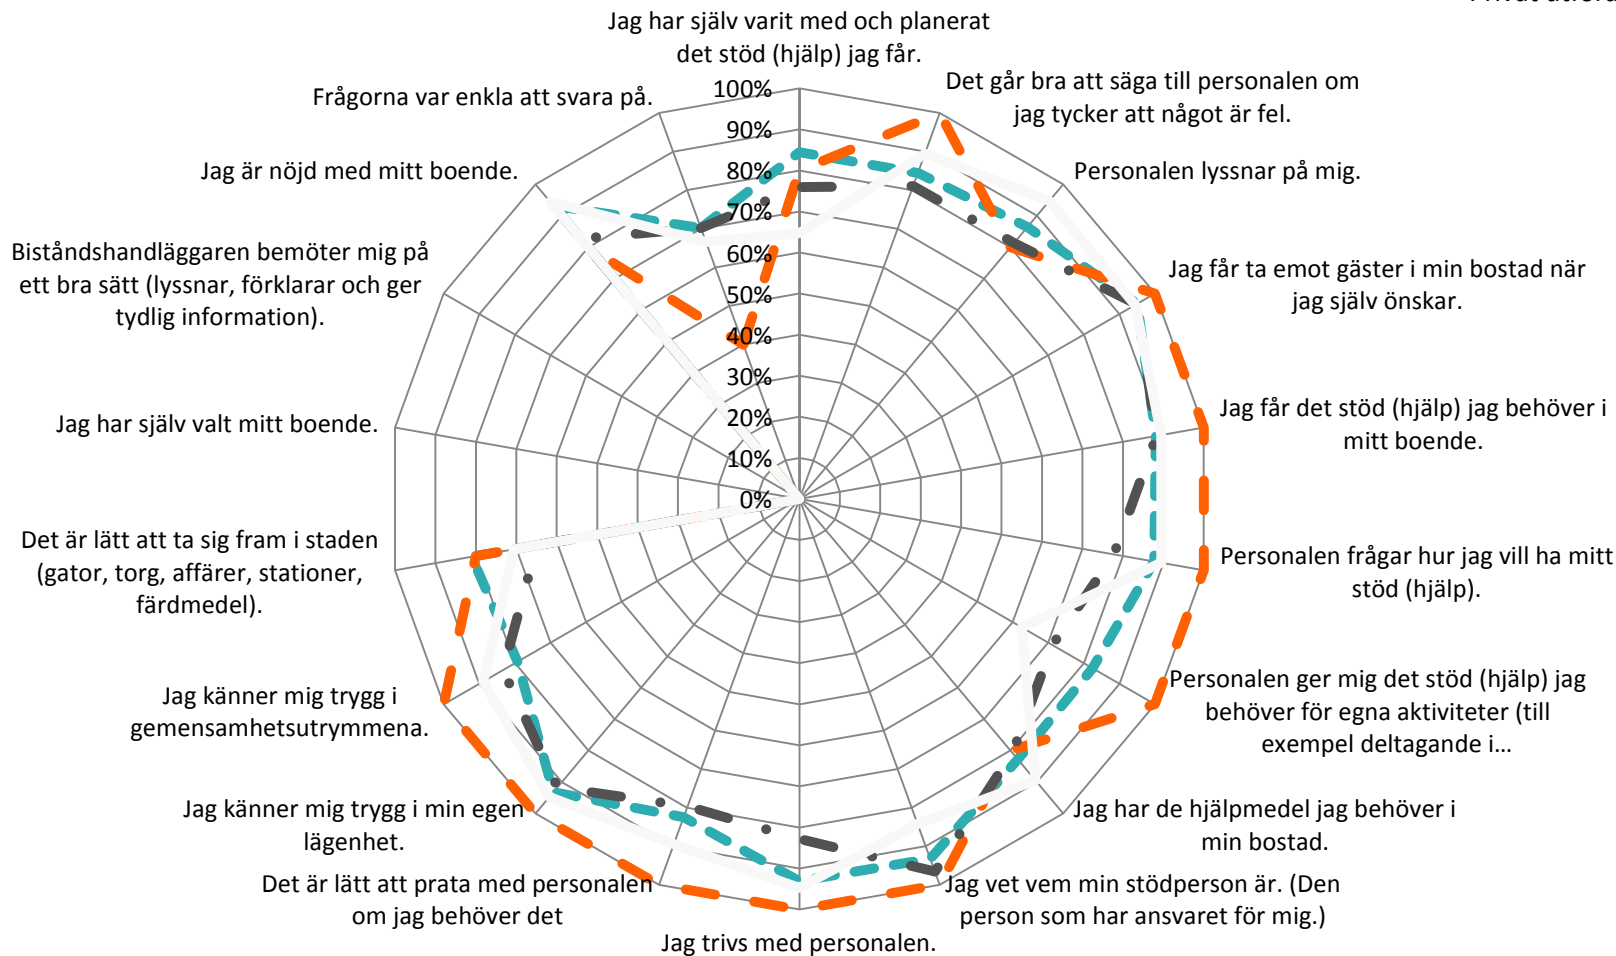 Jag har själv varit med och planerat
det stöd (hjälp) jag får.
Det går bra att säga till personalen om
jag tycker att något är fel.
Personalen lyssnar på mig.
Jag får ta emot gäster i min bostad när
jag själv önskar.
Jag får det stöd (hjälp) jag behöver i
mitt boende.
Personalen frågar hur jag vill ha mitt
stöd (hjälp).
Personalen ger mig det stöd (hjälp) jag
behöver för egna aktiviteter (till
exempel deltagande i...
Jag har de hjälpmedel jag behöver i
min bostad.
Jag vet vem min stödperson är. (Den
person som har ansvaret för mig.)
Jag trivs med personalen.
Det är lätt att prata med personalen
om jag behöver det
Jag känner mig trygg i min egen
lägenhet.
Jag känner mig trygg i
gemensamhetsutrymmena.
Det är lätt att ta sig fram i staden
(gator, torg, affärer, stationer,
färdmedel).
Jag har själv valt mitt boende.
Biståndshandläggaren bemöter mig på
ett bra sätt (lyssnar, förklarar och ger
tydlig information).
Jag är nöjd med mitt boende.
Frågorna var enkla att svara på.
100%
90%
80%
70%
60%
50%
40%
30%
20%
10%
0%